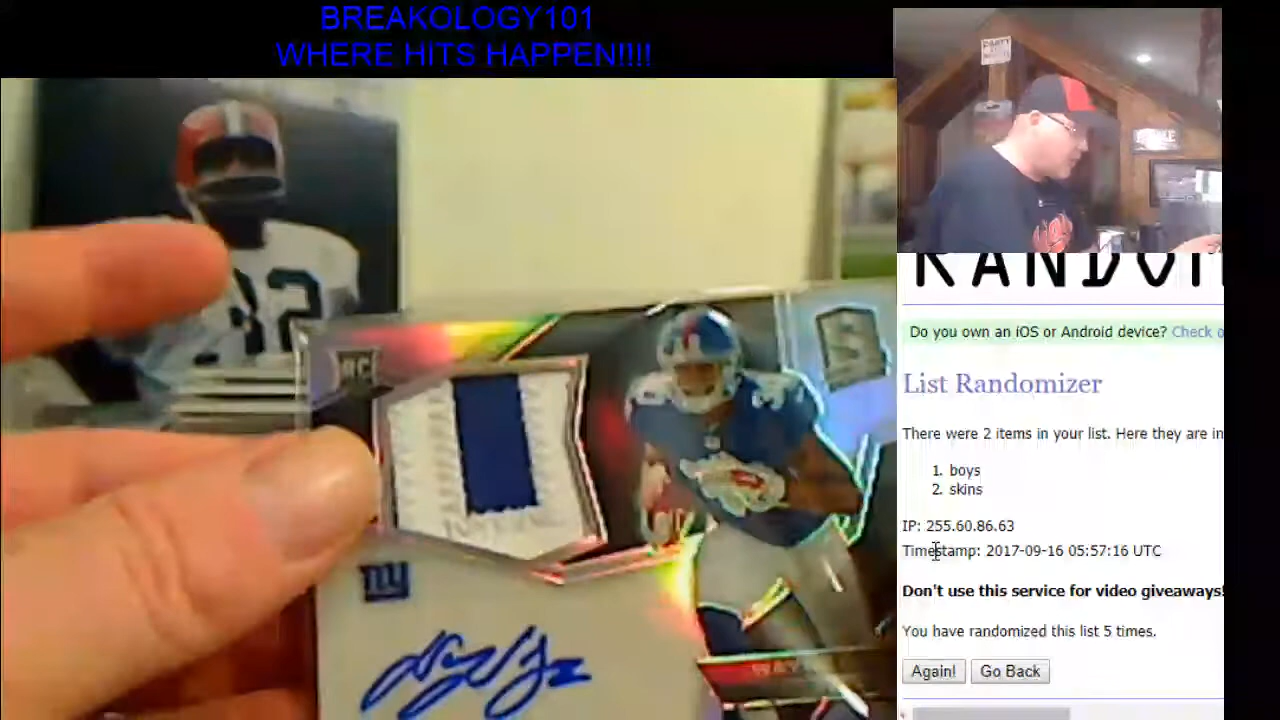 BREAKOLOGY101
WHERE HITS HAPPEN!!!!
32
RC
ny
Do you own an iOS or Android device? Check
List Randomizer
There were 2 items in your list. Here they are in
1. boys
2. skins
IP: 255.60.86.63
Timestamp: 2017-09-16 05:57:16 UTC
Don't use this service for video giveaways!
You have randomized this list 5 times.
Again! Go Back